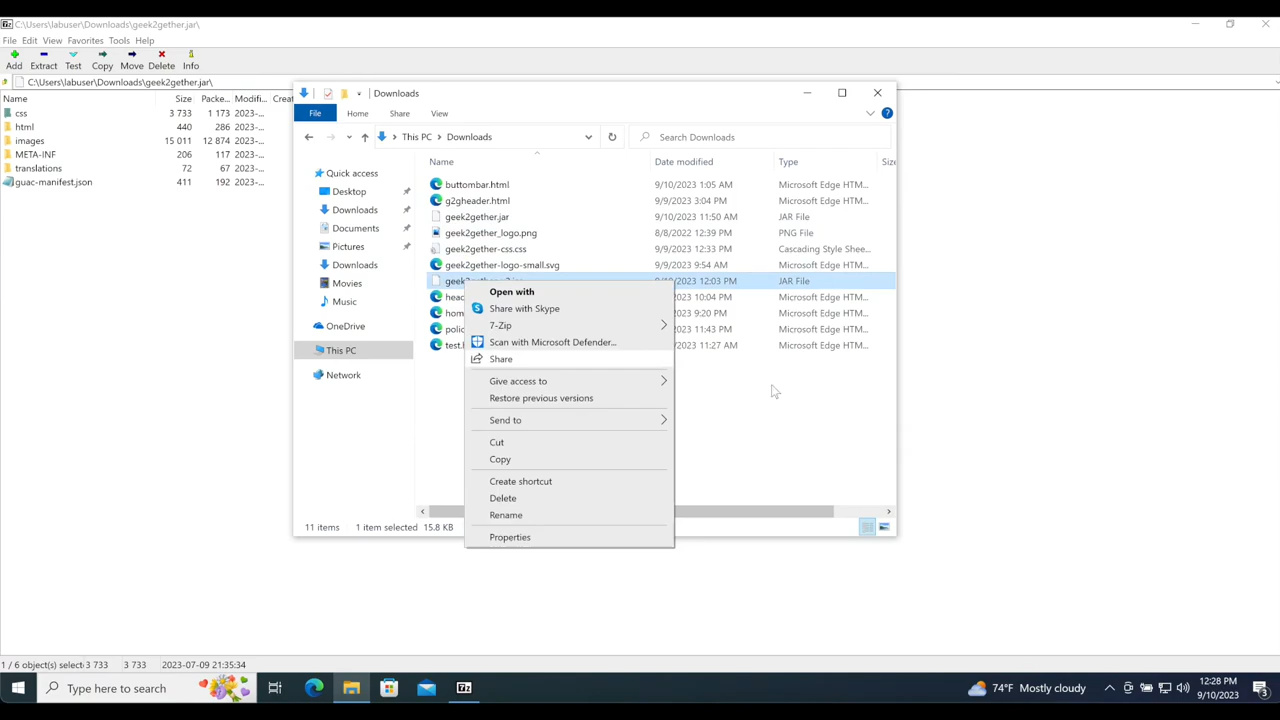 C:\Users\labuser\Downloads\geek2gether.jar\
File Edit View Favorites Tools Help
Add Extract Test Copy Move Delete Info
C:\Users\labuser\Downloads\geek2gether.jar\
Name Size Packe... Modifi... Creat
css 3 733 1 173 2023-...
html 440 286 2023-...
images 15 011 12 874 2023-...
META-INF 206 117 2023-...
translations 72 67 2023-...
guac-manifest.json 411 192 2023-...
Downloads
File Home Share View
This PC Downloads Search Downloads
Name Date modified Type Size
Quick access
Desktop
Downloads
Documents
Pictures
Downloads
Movies
Music
OneDrive
This PC
Network
buttombar.html 9/10/2023 1:05 AM Microsoft Edge HTM...
g2gheader.html 9/9/2023 3:04 PM Microsoft Edge HTM...
geek2gether.jar 9/10/2023 11:50 AM JAR File
geek2gether_logo.png 8/8/2022 12:39 PM PNG File
geek2gether-css.css 9/9/2023 12:33 PM Cascading Style Shee...
geek2gether-logo-small.svg 9/9/2023 9:54 AM Microsoft Edge HTM...
12:03 PM JAR File
2023 10:04 PM Microsoft Edge HTM...
2023 9:20 PM Microsoft Edge HTM...
2023 11:43 PM Microsoft Edge HTM...
2023 11:27 AM Microsoft Edge HTM...
Open with
Share with Skype
7-Zip
Scan with Microsoft Defender...
Share
Give access to
Restore previous versions
Send to
Cut
Copy
Create shortcut
Delete
Rename
Properties
11 items 1 item selected 15.8 KB
1 / 6 object(s) select 3 733 3 733 2023-07-09 21:35:34
Type here to search 74°F Mostly cloudy 12:28 PM
9/10/2023 3